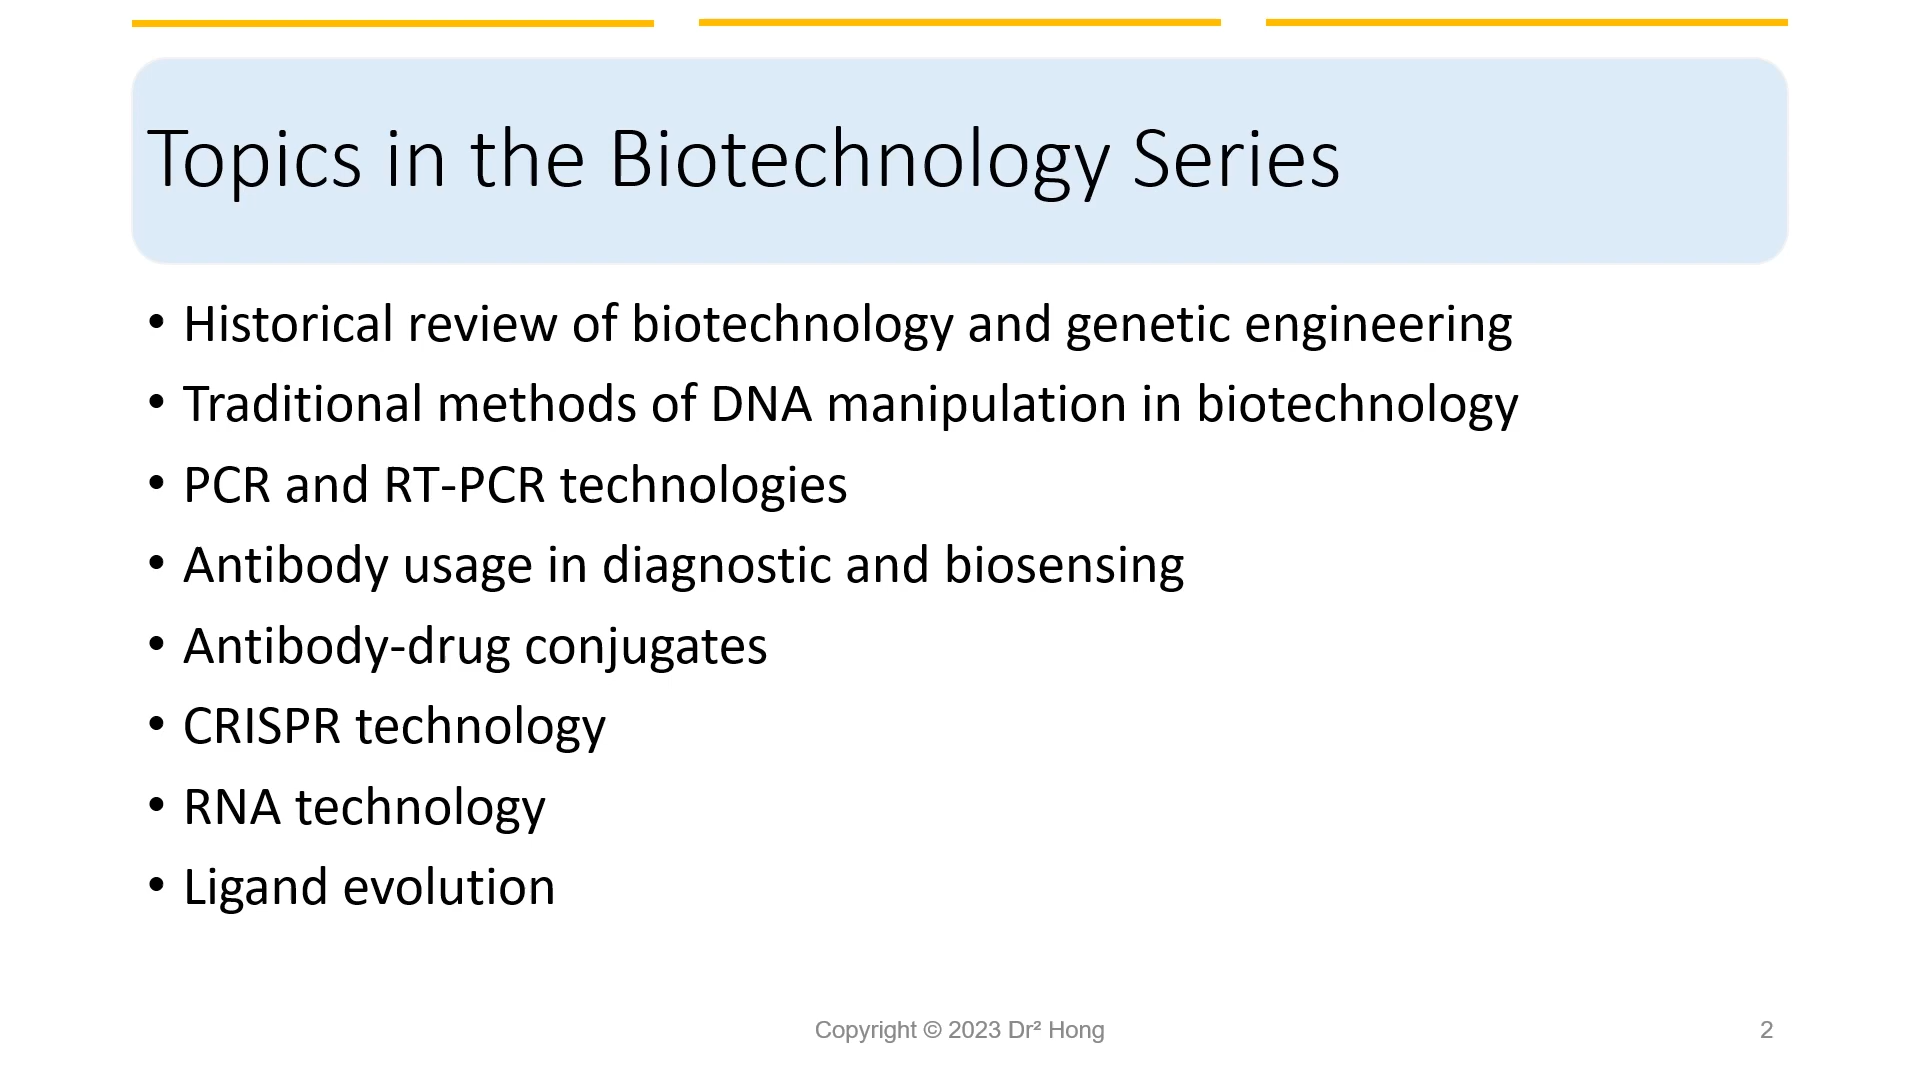 Topics in the Biotechnology Series
• Historical review of biotechnology and genetic engineering
• Traditional methods of DNA manipulation in biotechnology
• PCR and RT-PCR technologies
• Antibody usage in diagnostic and biosensing
• Antibody-drug conjugates
• CRISPR technology
• RNA technology
• Ligand evolution
Copyright © 2023 Dr² Hong
2